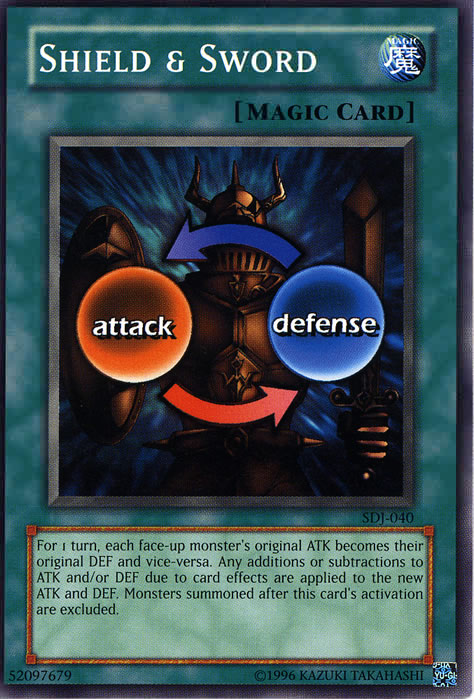 SHIELD & SWORD
MAGIC
魔
[MAGIC CARD]
attack
defense
SDJ-040
For 1 turn, each face-up monster's original ATK becomes their
original DEF and vice-versa. Any additions or subtractions to
ATK and/or DEF due to card effects are applied to the new
ATK and DEF. Monsters summoned after this card's activation
are excluded.
52097679
©1996 KAZUKI TAKAHASHI
YU-GI